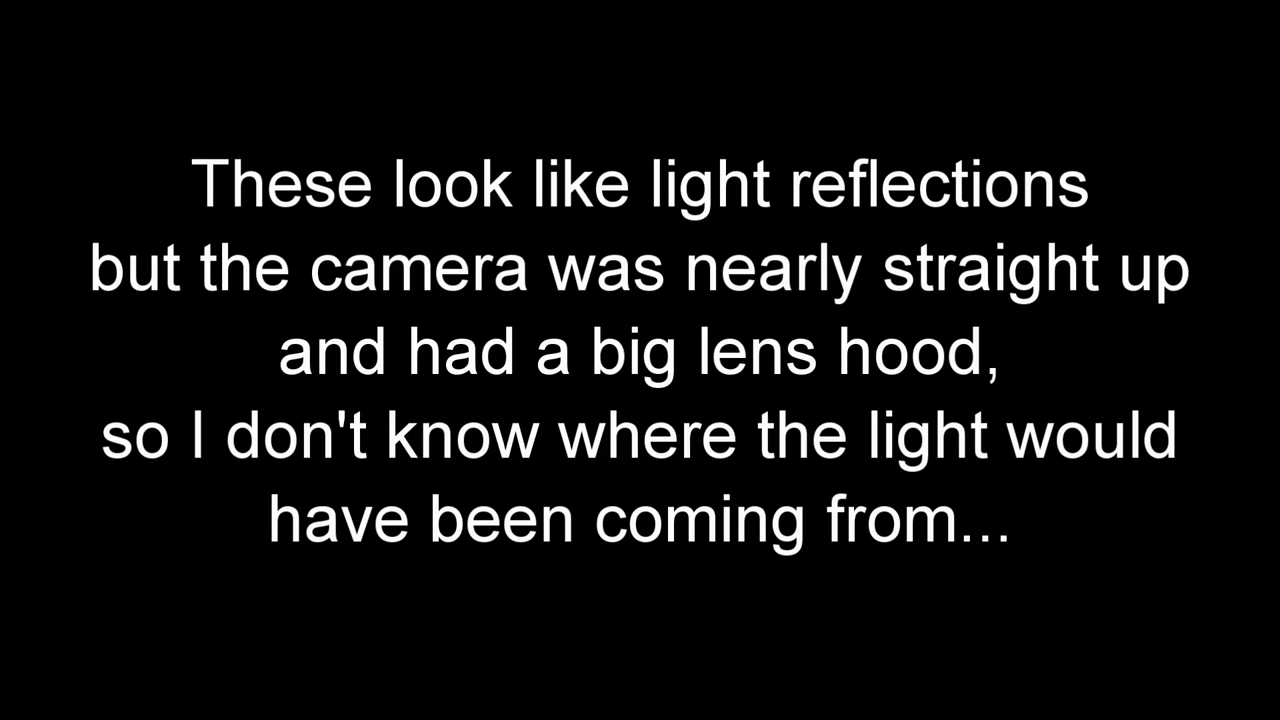 These look like light reflections
but the camera was nearly straight up
and had a big lens hood,
so I don't know where the light would
have been coming from...